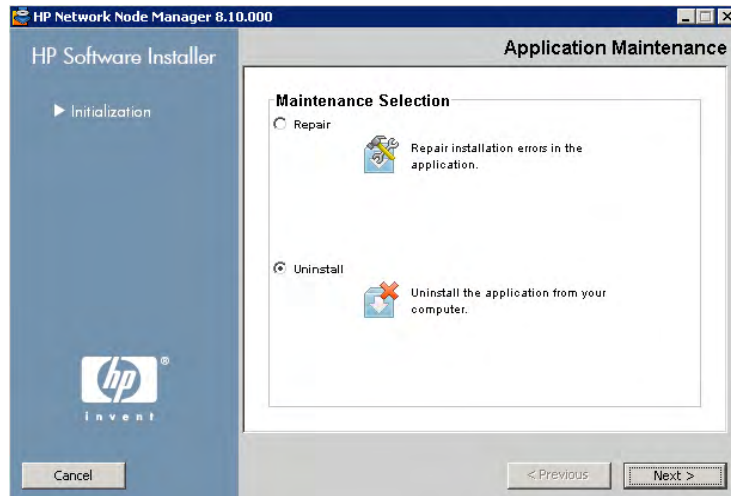 HP Network Node Manager 8.10.000
HP Software Installer
Initialization
hp
®
invent
Application Maintenance
Maintenance Selection
Repair
Repair installation errors in the
application.
Uninstall
Uninstall the application from your
computer.
Cancel
< Previous
Next >